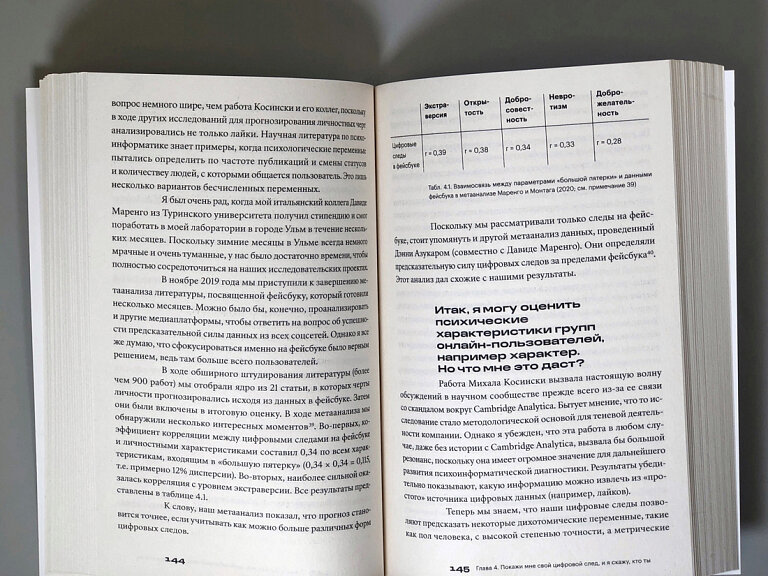 вопрос немного шире, чем работа Косински и его коллег, поскольку
в ходе других исследований для прогнозирования личностных черт
анализировались не только лайки. Научная литература по психо-
информатике знает примеры, когда психологические переменные
пытались определить по частоте публикаций и смены статусов
и количеству людей, с которыми общается пользователь. Это лишь
несколько вариантов бесчисленных переменных.
Я был очень рад, когда мой итальянский коллега Давиде
Маренго из Туринского университета получил стипендию и смог
поработать в моей лаборатории в городе Ульм в течение несколь-
ких месяцев. Поскольку зимние месяцы в Ульме всегда немного
мрачные и очень туманные, у нас было достаточно времени, чтобы
полностью сосредоточиться на наших исследовательских проектах.
В ноябре 2019 года мы приступили к завершению ме-
таанализа литературы, посвященной фейсбуку, который готовили
несколько месяцев. Можно было бы, конечно, проанализировать
и другие медиаплатформы, чтобы ответить на вопрос об успешно-
сти предсказательной силы данных из всех соцсетей. Однако я все
же думаю, что сфокусироваться именно на фейсбуке было верным
решением, ведь там больше всего пользователей.
В ходе обширного штудирования литературы (более
чем 900 работ) мы отобрали ядро из 21 статьи, в которых черты
личности прогнозировались исходя из данных в фейсбуке. Затем
они были включены в итоговую оценку. В ходе метаанализа мы
обнаружили несколько интересных моментов³⁹. Во-первых, ко-
эффициент корреляции между цифровыми следами на фейсбуке
и личностными характеристиками составил 0,34 по всем харак-
теристикам, входящим в «большую пятерку» (0,34 × 0,34 = 0,115,
т.е. примерно 12% дисперсии). Во-вторых, наиболее сильной ока-
залась корреляция с уровнем экстраверсии. Все результаты пред-
ставлены в таблице 4.1.
К слову, наш метаанализ показал, что прогноз стано-
вится точнее, если учитывать как можно больше различных форм
цифровых следов.
144
Экстра- Откры- Добро- Невро- Добро-
версия тость совест- тизм желатель-
ность ность
Цифровые
следы r = 0,39 r = 0,38 r = 0,34 r = 0,33 r = 0,28
в фейсбуке
Табл. 4.1. Взаимосвязь между параметрами «большой пятерки» и данными
фейсбука в метаанализе Маренго и Монтага (2020; см. примечание 39)
Поскольку мы рассматривали только следы на фейс-
буке, стоит упомянуть и другой метаанализ данных, проведенный
Дэнни Азукаром (совместно с Давиде Маренго). Они определяли
предсказательную силу цифровых следов за пределами фейсбука⁴⁰.
Этот анализ дал схожие с нашими результаты.
Итак, я могу оценить
психические
характеристики групп
онлайн-пользователей,
например характер.
Но что мне это даст?
Работа Михала Косински вызвала настоящую волну
обсуждений в научном сообществе прежде всего из-за ее связи
со скандалом вокруг Cambridge Analytica. Бытует мнение, что то ис-
следование стало методологической основой для теневой деятель-
ности компании. Однако я убежден, что эта работа в любом слу-
чае, даже без истории с Cambridge Analytica, вызвала бы большой
резонанс, поскольку она имеет огромное значение для дальнейшего
развития психоинформатической диагностики. Результаты убеди-
тельно показывают, какую информацию можно извлечь из «про-
стого» источника цифровых данных (например, лайков).
Теперь мы знаем, что наши цифровые следы позво-
ляют предсказать некоторые дихотомические переменные, такие
как пол человека, с высокой степенью точности, а метрические
145 Глава 4. Покажи мне свой цифровой след, и я скажу, кто ты